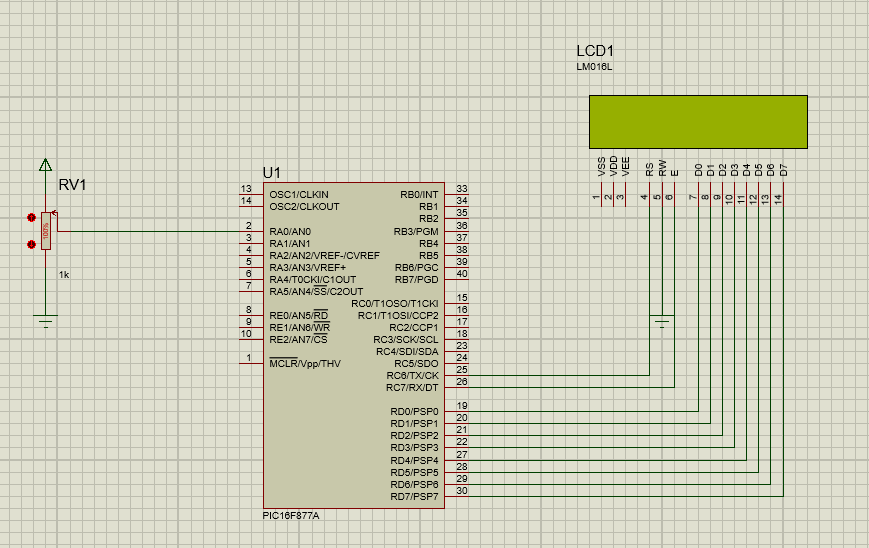 LCD1
LM016L
VSS
VDD
VEE
RS
RW
E
D0
D1
D2
D3
D4
D5
D6
D7
1
2
3
4
5
6
7
8
9
10
11
12
13
14
RV1
100%
1k
U1
13 OSC1/CLKIN RB0/INT 33
14 OSC2/CLKOUT RB1 34
RB2 35
2 RA0/AN0 RB3/PGM 36
3 RA1/AN1 RB4 37
4 RA2/AN2/VREF-/CVREF RB5 38
5 RA3/AN3/VREF+ RB6/PGC 39
6 RA4/T0CKI/C1OUT RB7/PGD 40
7 RA5/AN4/SS/C2OUT
RC0/T1OSO/T1CKI 15
8 RE0/AN5/RD RC1/T1OSI/CCP2 16
9 RE1/AN6/WR RC2/CCP1 17
10 RE2/AN7/CS RC3/SCK/SCL 18
RC4/SDI/SDA 23
1 MCLR/Vpp/THV RC5/SDO 24
RC6/TX/CK 25
RC7/RX/DT 26
RD0/PSP0 19
RD1/PSP1 20
RD2/PSP2 21
RD3/PSP3 22
RD4/PSP4 27
RD5/PSP5 28
RD6/PSP6 29
RD7/PSP7 30
PIC16F877A